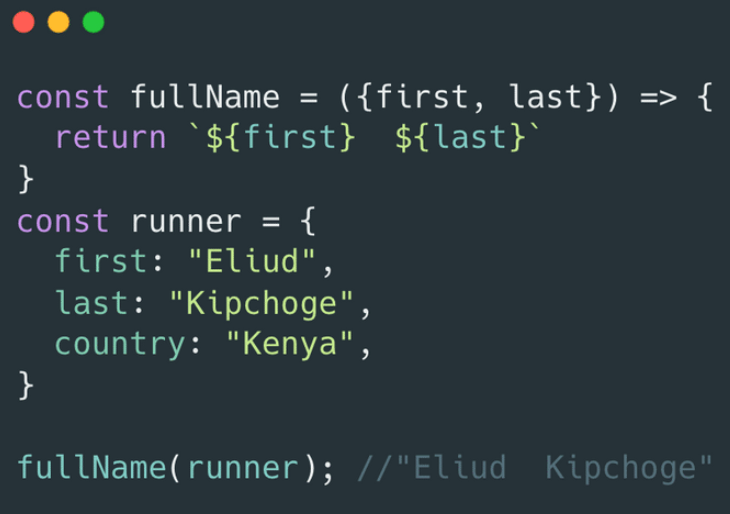 const fullName = ({first, last}) => {
  return `${first}  ${last}`
}
const runner = {
  first: "Eliud",
  last: "Kipchoge",
  country: "Kenya",
}

fullName(runner); //"Eliud  Kipchoge"